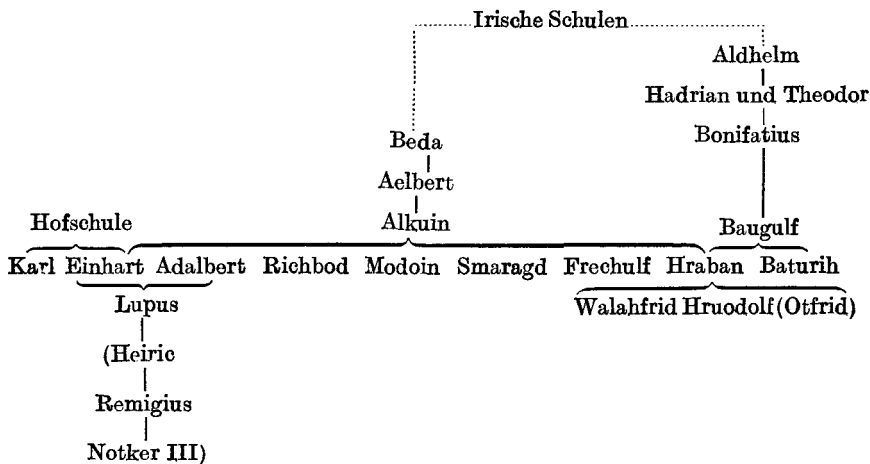 Irische Schulen
Aldhelm
Hadrian und Theodor
Bonifatius
Beda
Aelbert
Hofschule
Alkuin
Baugulf
Karl Einhart Adalbert Richbod Modoin Smaragd Frechulf Hraban Baturih
Lupus
Walahfrid Hruodolf (Otfrid)
(Heiric
Remigius
Notker III)